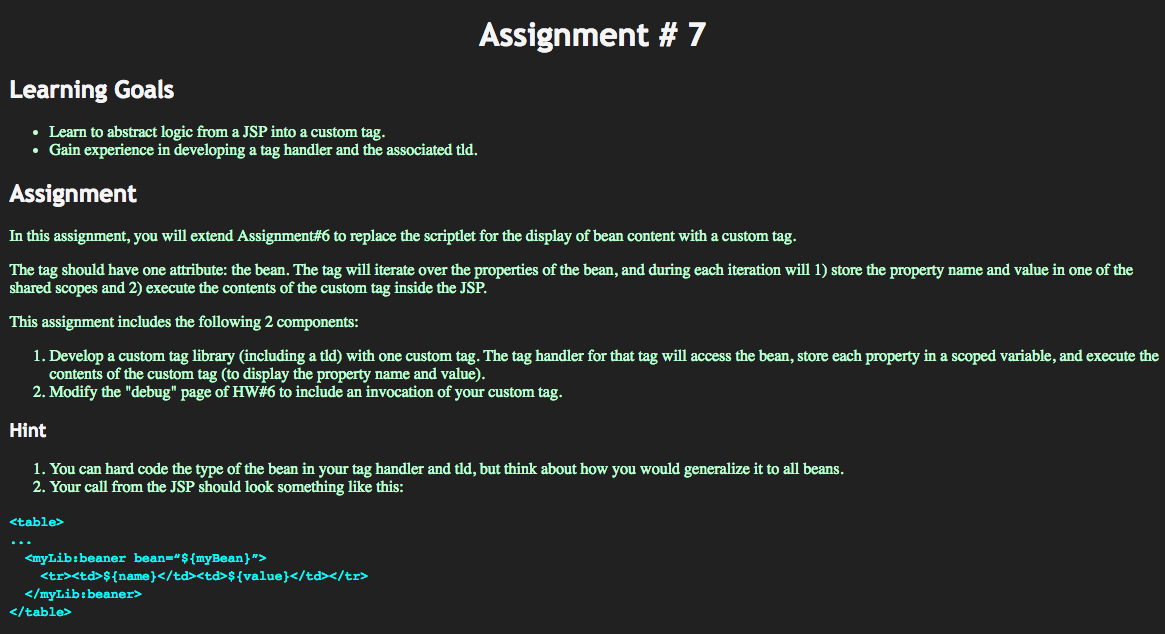 Assignment # 7
Learning Goals
• Learn to abstract logic from a JSP into a custom tag.
• Gain experience in developing a tag handler and the associated tld.
Assignment
In this assignment, you will extend Assignment#6 to replace the scriptlet for the display of bean content with a custom tag.
The tag should have one attribute: the bean. The tag will iterate over the properties of the bean, and during each iteration will 1) store the property name and value in one of the
shared scopes and 2) execute the contents of the custom tag inside the JSP.
This assignment includes the following 2 components:
1. Develop a custom tag library (including a tld) with one custom tag. The tag handler for that tag will access the bean, store each property in a scoped variable, and execute the
contents of the custom tag (to display the property name and value).
2. Modify the "debug" page of HW#6 to include an invocation of your custom tag.
Hint
1. You can hard code the type of the bean in your tag handler and tld, but think about how you would generalize it to all beans.
2. Your call from the JSP should look something like this:
<table>
...
<myLib:beaner bean=“${myBean}”>
<tr><td>${name}</td><td>${value}</td></tr>
</myLib:beaner>
</table>